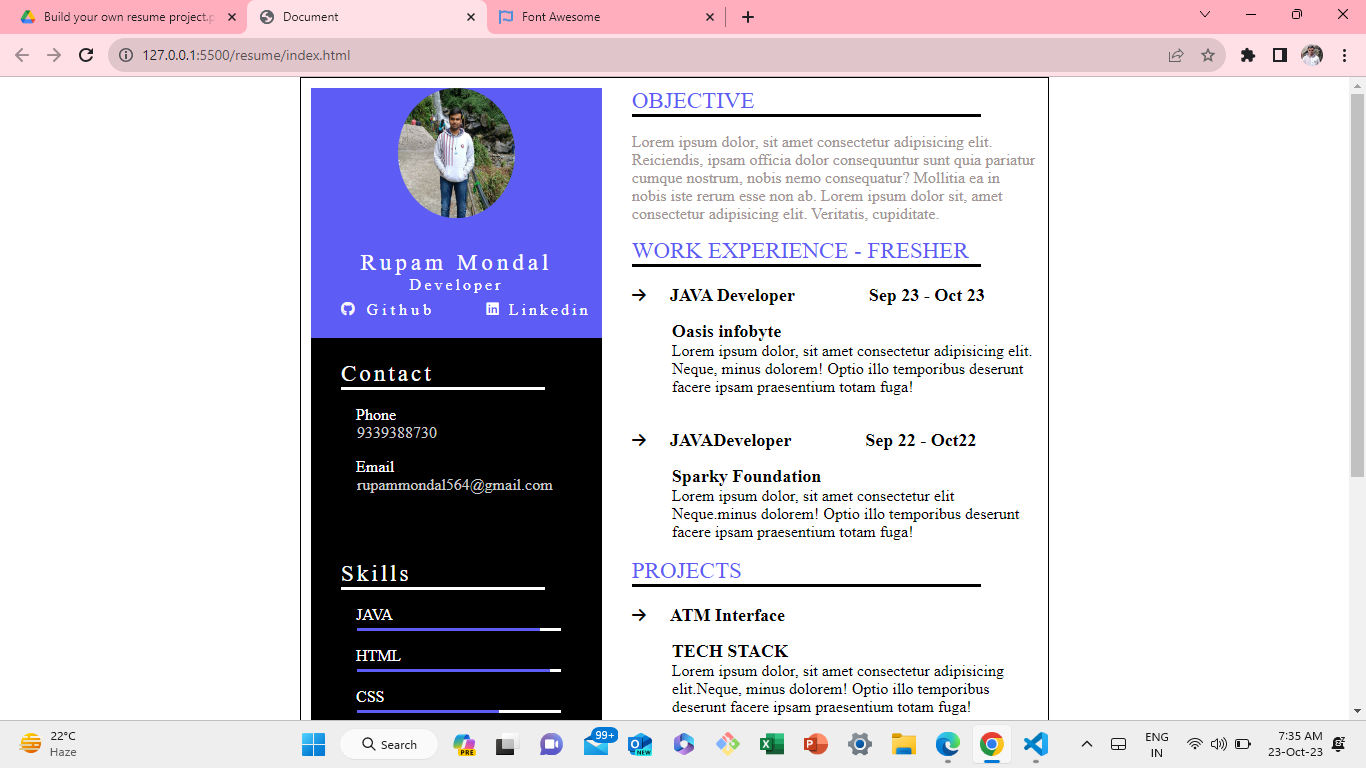 Build your own resume project.p
Document
Font Awesome
127.0.0.1:5500/resume/index.html
Rupam Mondal
Developer
Github
Linkedin
Contact
Phone
9339388730
Email
rupammondal564@gmail.com
Skills
JAVA
HTML
CSS
OBJECTIVE
Lorem ipsum dolor, sit amet consectetur adipisicing elit.
Reiciendis, ipsam officia dolor consequuntur sunt quia pariatur
cumque nostrum, nobis nemo consequatur? Mollitia ea in
nobis iste rerum esse non ab. Lorem ipsum dolor sit, amet
consectetur adipisicing elit. Veritatis, cupiditate.
WORK EXPERIENCE - FRESHER
JAVA Developer Sep 23 - Oct 23
Oasis infobyte
Lorem ipsum dolor, sit amet consectetur adipisicing elit.
Neque, minus dolorem! Optio illo temporibus deserunt
facere ipsam praesentium totam fuga!
JAVADeveloper Sep 22 - Oct22
Sparky Foundation
Lorem ipsum dolor, sit amet consectetur elit
Neque.minus dolorem! Optio illo temporibus deserunt
facere ipsam praesentium totam fuga!
PROJECTS
ATM Interface
TECH STACK
Lorem ipsum dolor, sit amet consectetur adipisicing
elit.Neque, minus dolorem! Optio illo temporibus
deserunt facere ipsam praesentium totam fuga!
22°C
Haze
Search
PRE
99+
NEW
ENG
IN
7:35 AM
23-Oct-23